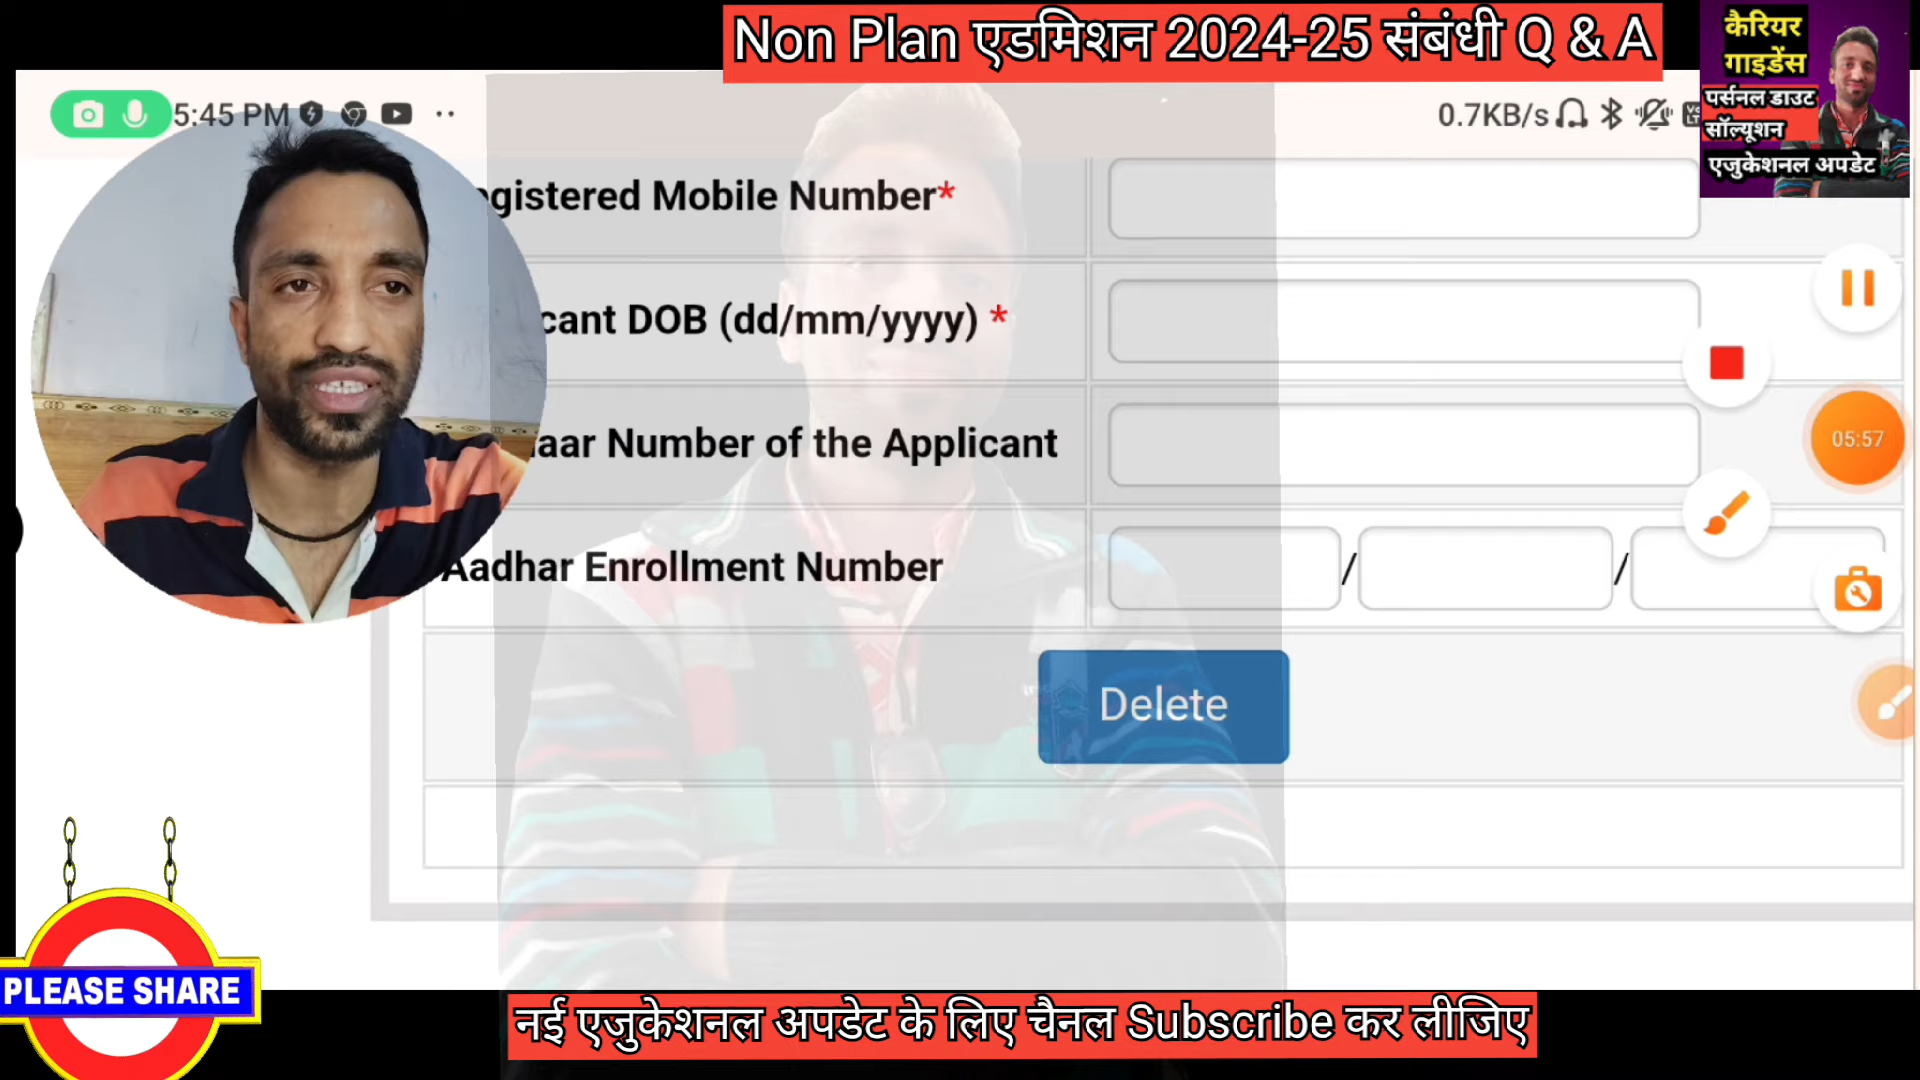 Non Plan एडमिशन 2024-25 संबंधी Q & A
कैरियर
गाइडेंस
पर्सनल डाउट
सॉल्यूशन
एजुकेशनल अपडेट
5:45 PM
0.7KB/s
gistered Mobile Number*
cant DOB (dd/mm/yyyy) *
aar Number of the Applicant
05:57
Aadhar Enrollment Number
/
/
Delete
PLEASE SHARE
नई एजुकेशनल अपडेट के लिए चैनल Subscribe कर लीजिए